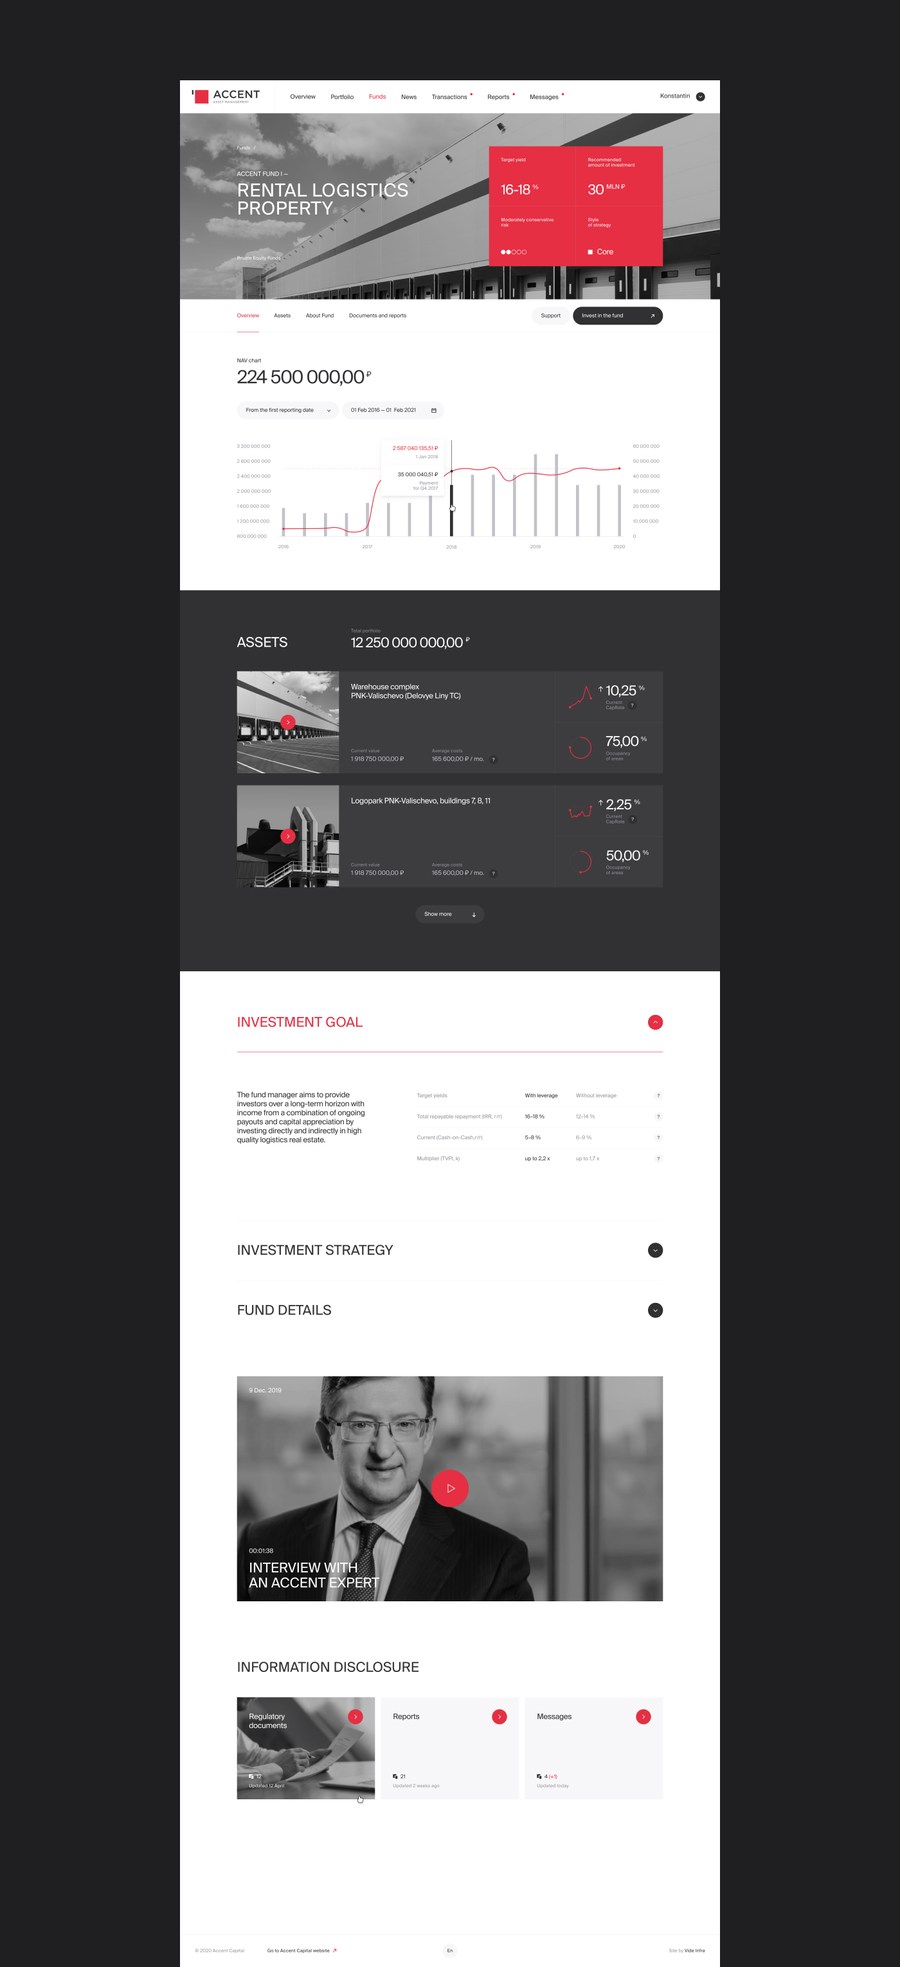 ACCENT
ASSET MANAGEMENT
Overview
Portfolio
Funds
News
Transactions
Reports
Messages
Konstantin
Funds /
ACCENT FUND I –
RENTAL LOGISTICS
PROPERTY
Private Equity Funds
Target yield
16-18 %
Recommended
amount of investment
30 MLN ₽
Moderately conservative
risk
Style
of strategy
Core
Overview
Assets
About Fund
Documents and reports
Support
Invest in the fund
NAV chart
224 500 000,00 ₽
From the first reporting date
01 Feb 2016 — 01 Feb 2021
3 200 000 000
2 800 000 000
2 400 000 000
2 000 000 000
1 600 000 000
1 200 000 000
800 000 000
2 587 040 135,51 ₽
1 Jan 2018
35 000 040,51 ₽
Payment
for Q4 2017
60 000 000
50 000 000
40 000 000
30 000 000
20 000 000
10 000 000
0
2016
2017
2018
2019
2020
ASSETS
Total portfolio
12 250 000 000,00 ₽
Warehouse complex
PNK-Valischevo (Delovye Liny TC)
Current value
1 918 750 000,00 ₽
Average costs
165 600,00 ₽ / mo. ?
↑ 10,25 %
Current
CapRate ?
75,00 %
Occupancy
of areas
Logopark PNK-Valischevo, buildings 7, 8, 11
Current value
1 918 750 000,00 ₽
Average costs
165 600,00 ₽ / mo. ?
↑ 2,25 %
Current
CapRate ?
50,00 %
Occupancy
of areas
Show more ↓
INVESTMENT GOAL
The fund manager aims to provide
investors over a long-term horizon with
income from a combination of ongoing
payouts and capital appreciation by
investing directly and indirectly in high
quality logistics real estate.
Target yields
With leverage
Without leverage
?
Total repayable repayment (IRR, r/r)
16–18 %
12–14 %
?
Current (Cash-on-Cash, r/r)
5–8 %
6–9 %
?
Multiplier (TVPI, x)
up to 2,2 x
up to 1,7 x
?
INVESTMENT STRATEGY
FUND DETAILS
9 Dec. 2019
00:01:36
INTERVIEW WITH
AN ACCENT EXPERT
INFORMATION DISCLOSURE
Regulatory
documents
12
Updated 12 April
Reports
21
Updated 2 weeks ago
Messages
4 (+1)
Updated today
© 2020 Accent Capital
Go to Accent Capital website
En
Site by Vide Infra